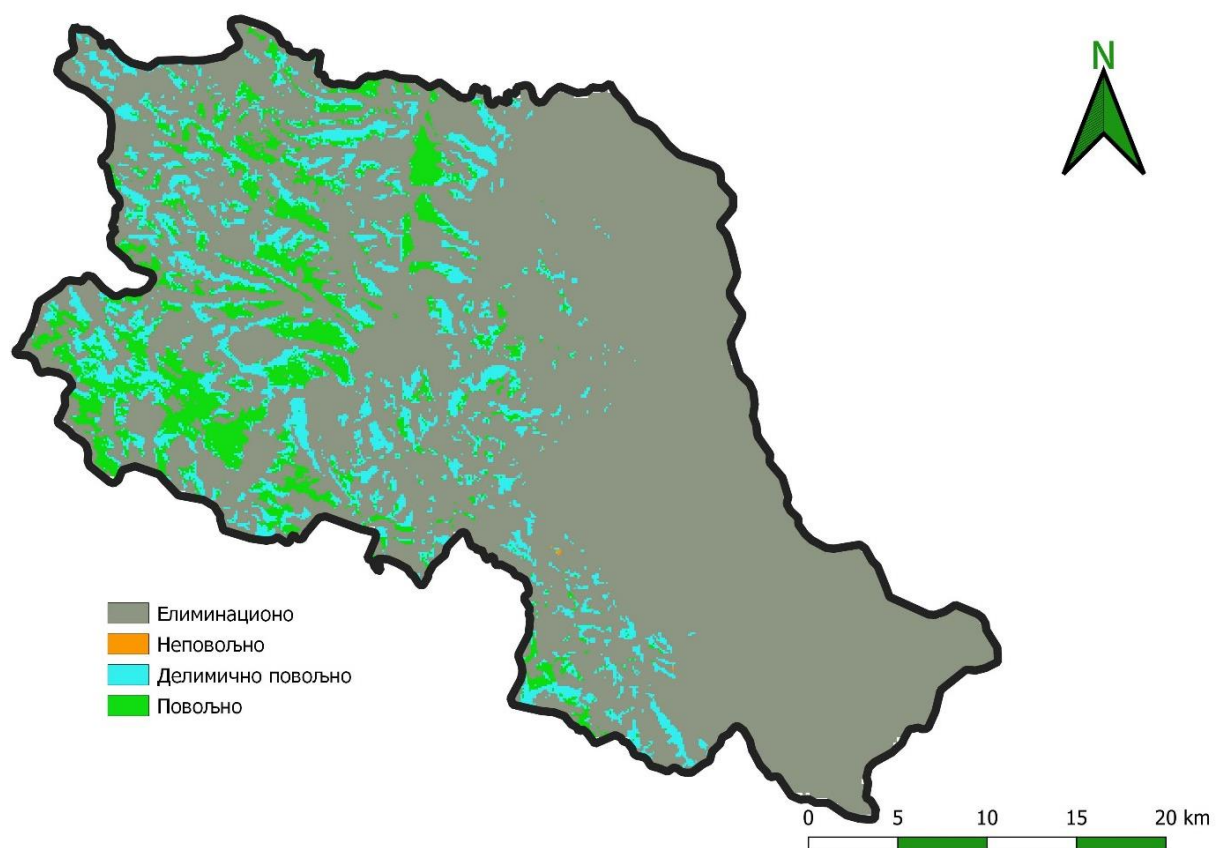 N
Елиминационо
Неповољно
Делимично повољно
Повољно
0 5 10 15 20 km